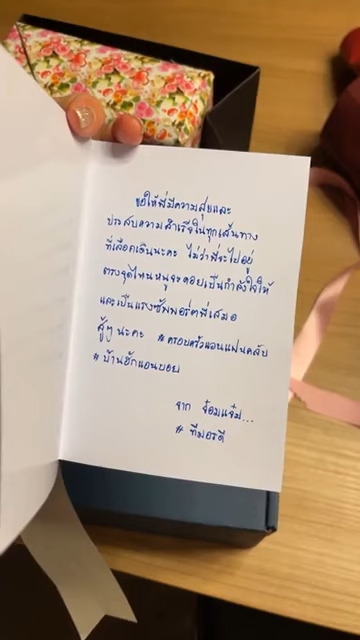 ขอให้พี่มีความสุขและ
ประสบความสำเร็จในทุกเส้นทาง
ที่เลือกเดินนะคะ ไม่ว่าพี่จะไปอยู่
ตรงจุดไหนหนูจะคอยเป็นกำลังใจให้
และเป็นแรงซัพพอร์ตพี่เสมอ
สู้ๆ นะคะ #ครอบครัวแอนแฟนคลับ
#บ้านฮักแอนบอย
จาก จ๋อมแจ๋ม...
# ทีมอรดี